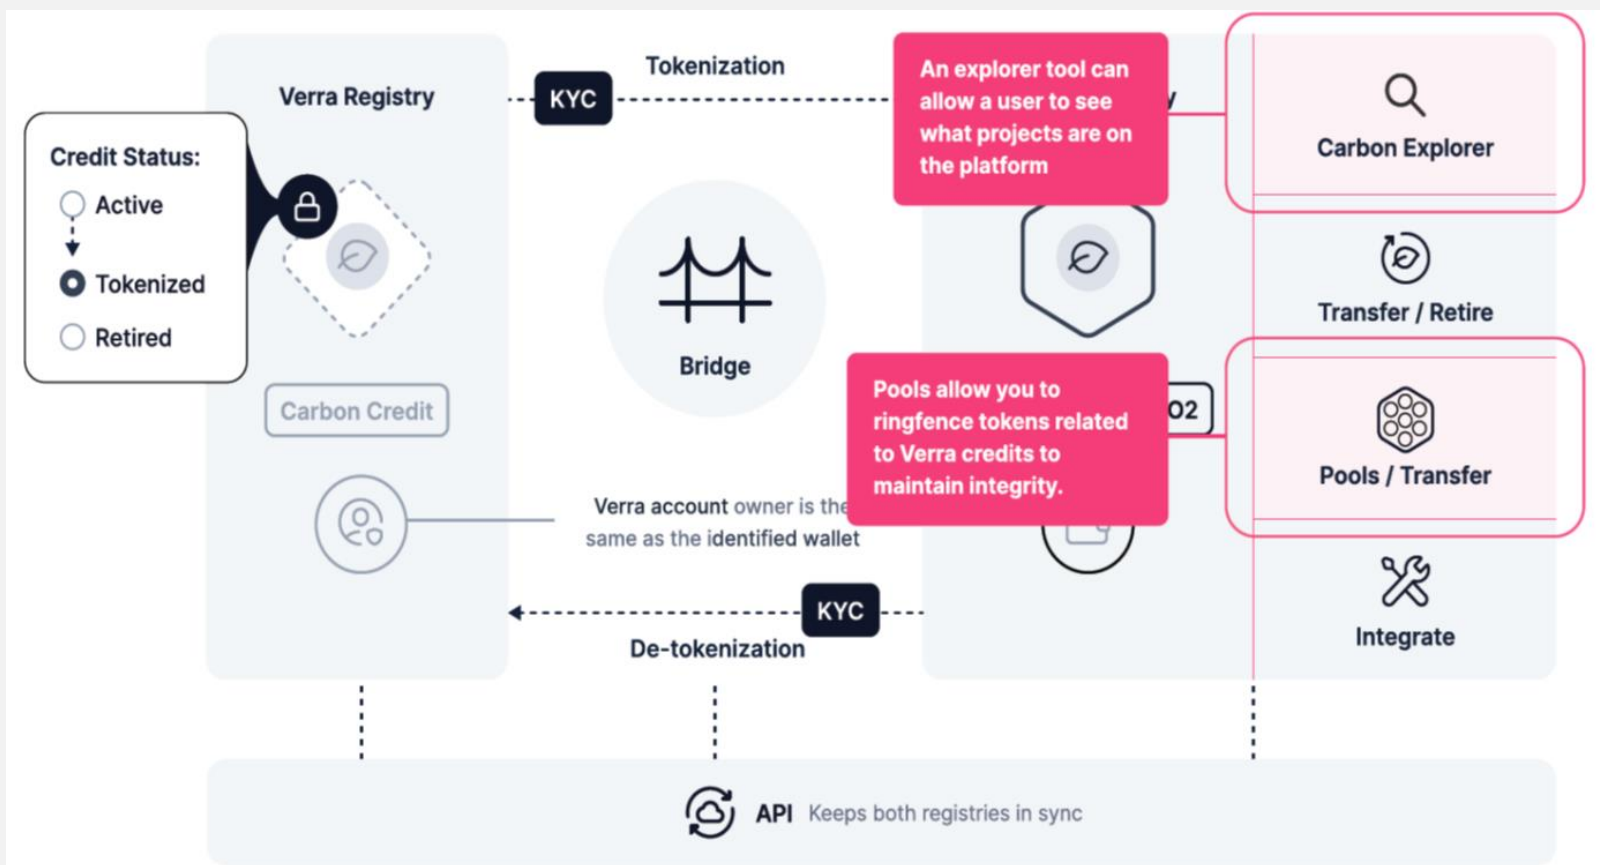 Verra Registry
KYC
Tokenization
An explorer tool can
allow a user to see
what projects are on
the platform
y
Carbon Explorer
Credit Status:
Active
Tokenized
Retired
Bridge
Transfer / Retire
Carbon Credit
Pools allow you to
ringfence tokens related
to Verra credits to
maintain integrity.
O2
Pools / Transfer
Verra account owner is the
same as the identified wallet
KYC
De-tokenization
Integrate
API Keeps both registries in sync